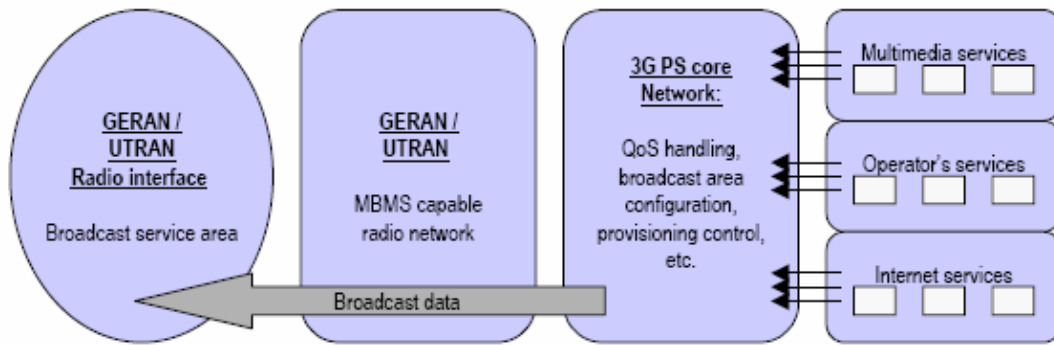 GERAN /
UTRAN
Radio interface
Broadcast service area
GERAN /
UTRAN
MBMS capable
radio network
3G PS core
Network:
QoS handling,
broadcast area
configuration,
provisioning control,
etc.
Multimedia services
Operator's services
Internet services
Broadcast data